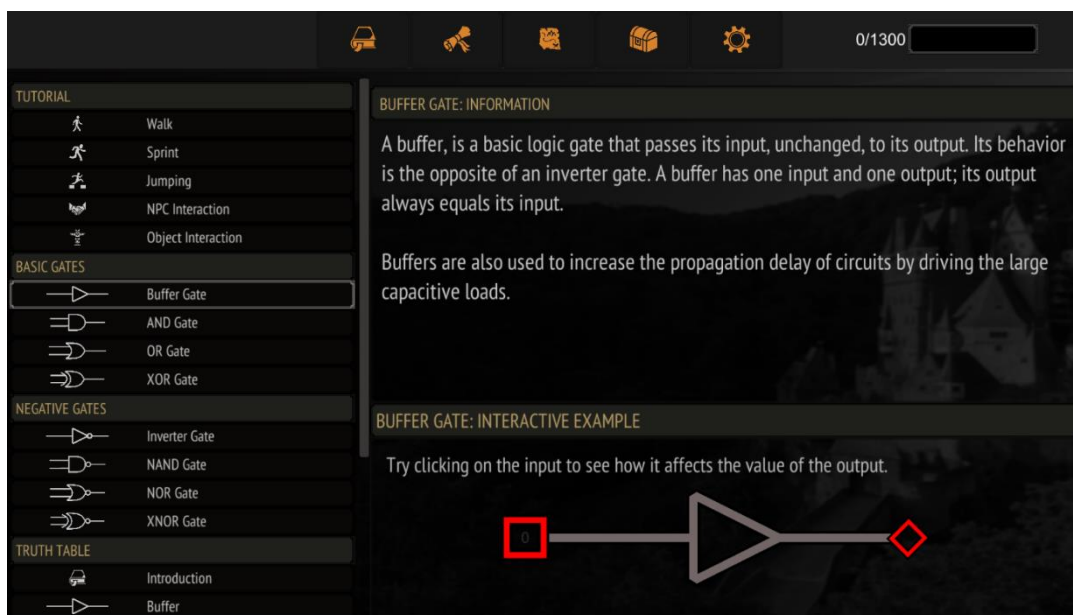 0/1300
TUTORIAL
Walk
Sprint
Jumping
NPC Interaction
Object Interaction
BASIC GATES
Buffer Gate
AND Gate
OR Gate
XOR Gate
NEGATIVE GATES
Inverter Gate
NAND Gate
NOR Gate
XNOR Gate
TRUTH TABLE
Introduction
Buffer
BUFFER GATE: INFORMATION
A buffer, is a basic logic gate that passes its input, unchanged, to its output. Its behavior
is the opposite of an inverter gate. A buffer has one input and one output; its output
always equals its input.
Buffers are also used to increase the propagation delay of circuits by driving the large
capacitive loads.
BUFFER GATE: INTERACTIVE EXAMPLE
Try clicking on the input to see how it affects the value of the output.
0